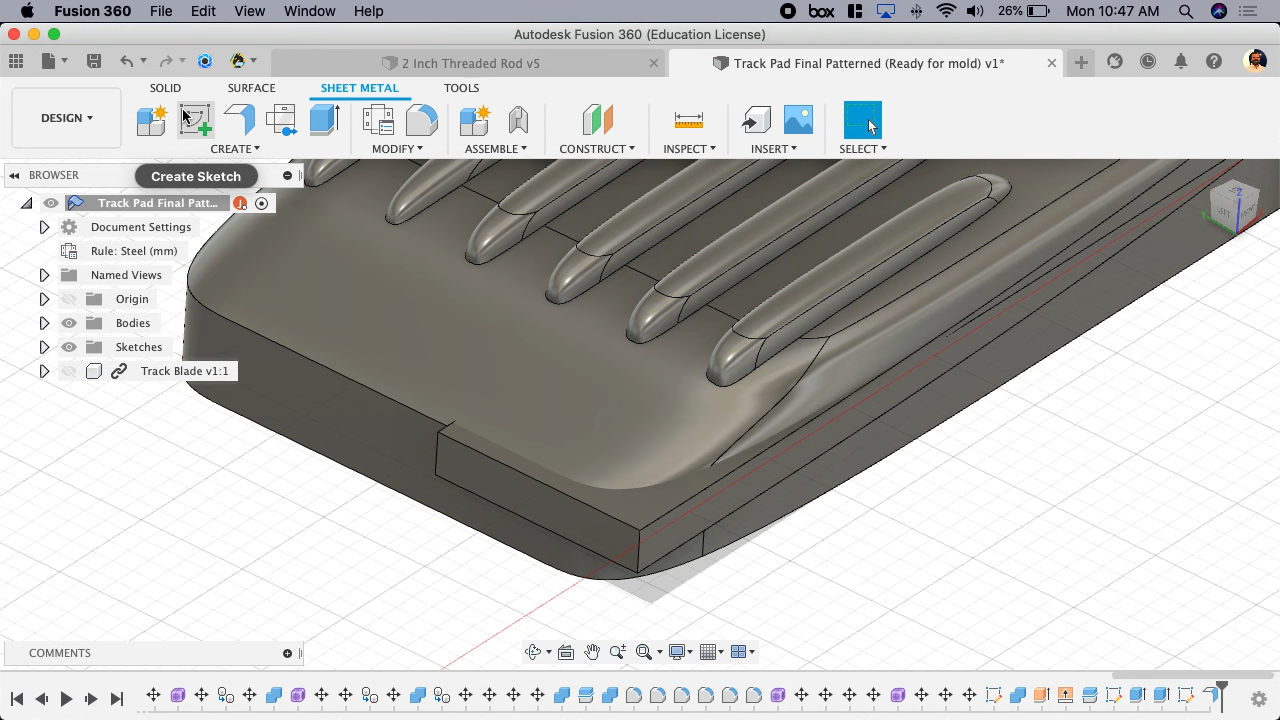 Fusion 360 File Edit View Window Help box 26% Mon 10:47 AM
Autodesk Fusion 360 (Education License)
2 Inch Threaded Rod v5 Track Pad Final Patterned (Ready for mold) v1*
SOLID SURFACE SHEET METAL TOOLS
DESIGN
CREATE MODIFY ASSEMBLE CONSTRUCT INSPECT INSERT SELECT
BROWSER
Create Sketch
Track Pad Final Patt...
Document Settings
Rule: Steel (mm)
Named Views
Origin
Bodies
Sketches
Track Blade v1:1
COMMENTS